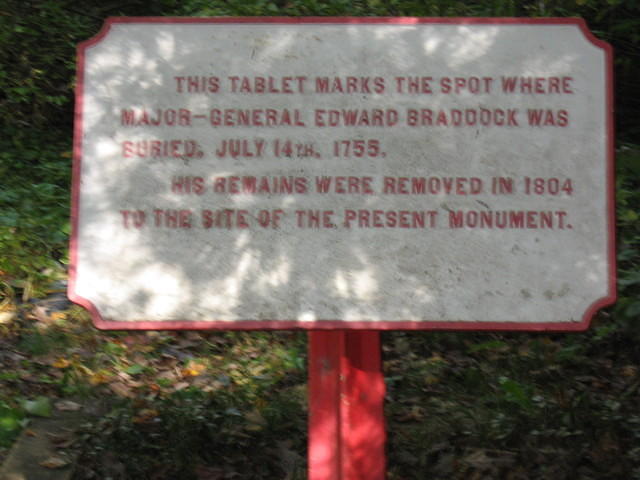 THIS TABLET MARKS THE SPOT WHERE
MAJOR-GENERAL EDWARD BRADDOCK WAS
BURIED, JULY 14TH, 1755.
HIS REMAINS WERE REMOVED IN 1804
TO THE SITE OF THE PRESENT MONUMENT.